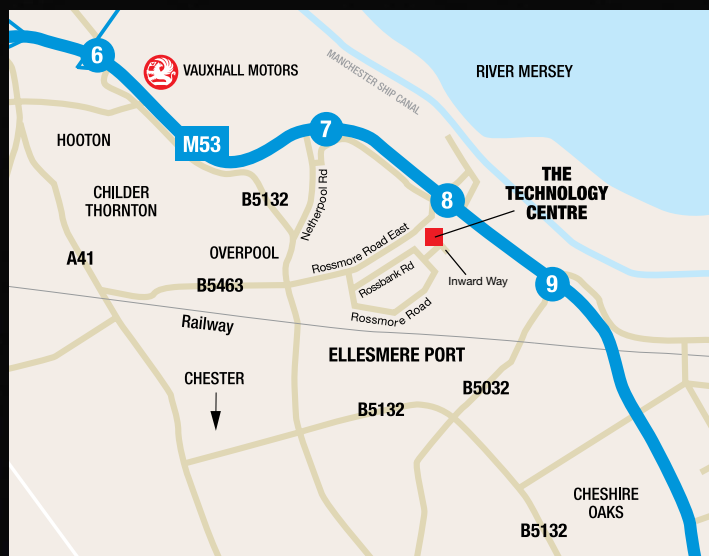 6
VAUXHALL MOTORS
MANCHESTER SHIP CANAL
RIVER MERSEY
7
HOOTON
M53
THE
TECHNOLOGY
CENTRE
CHILDER
THORNTON
B5132
Netherpool Rd
8
OVERPOOL
Rossmore Road East
A41
B5463
Rossbank Rd
Inward Way
9
Rossmore Road
Railway
ELLESMERE PORT
CHESTER
B5032
B5132
CHESHIRE
OAKS
B5132